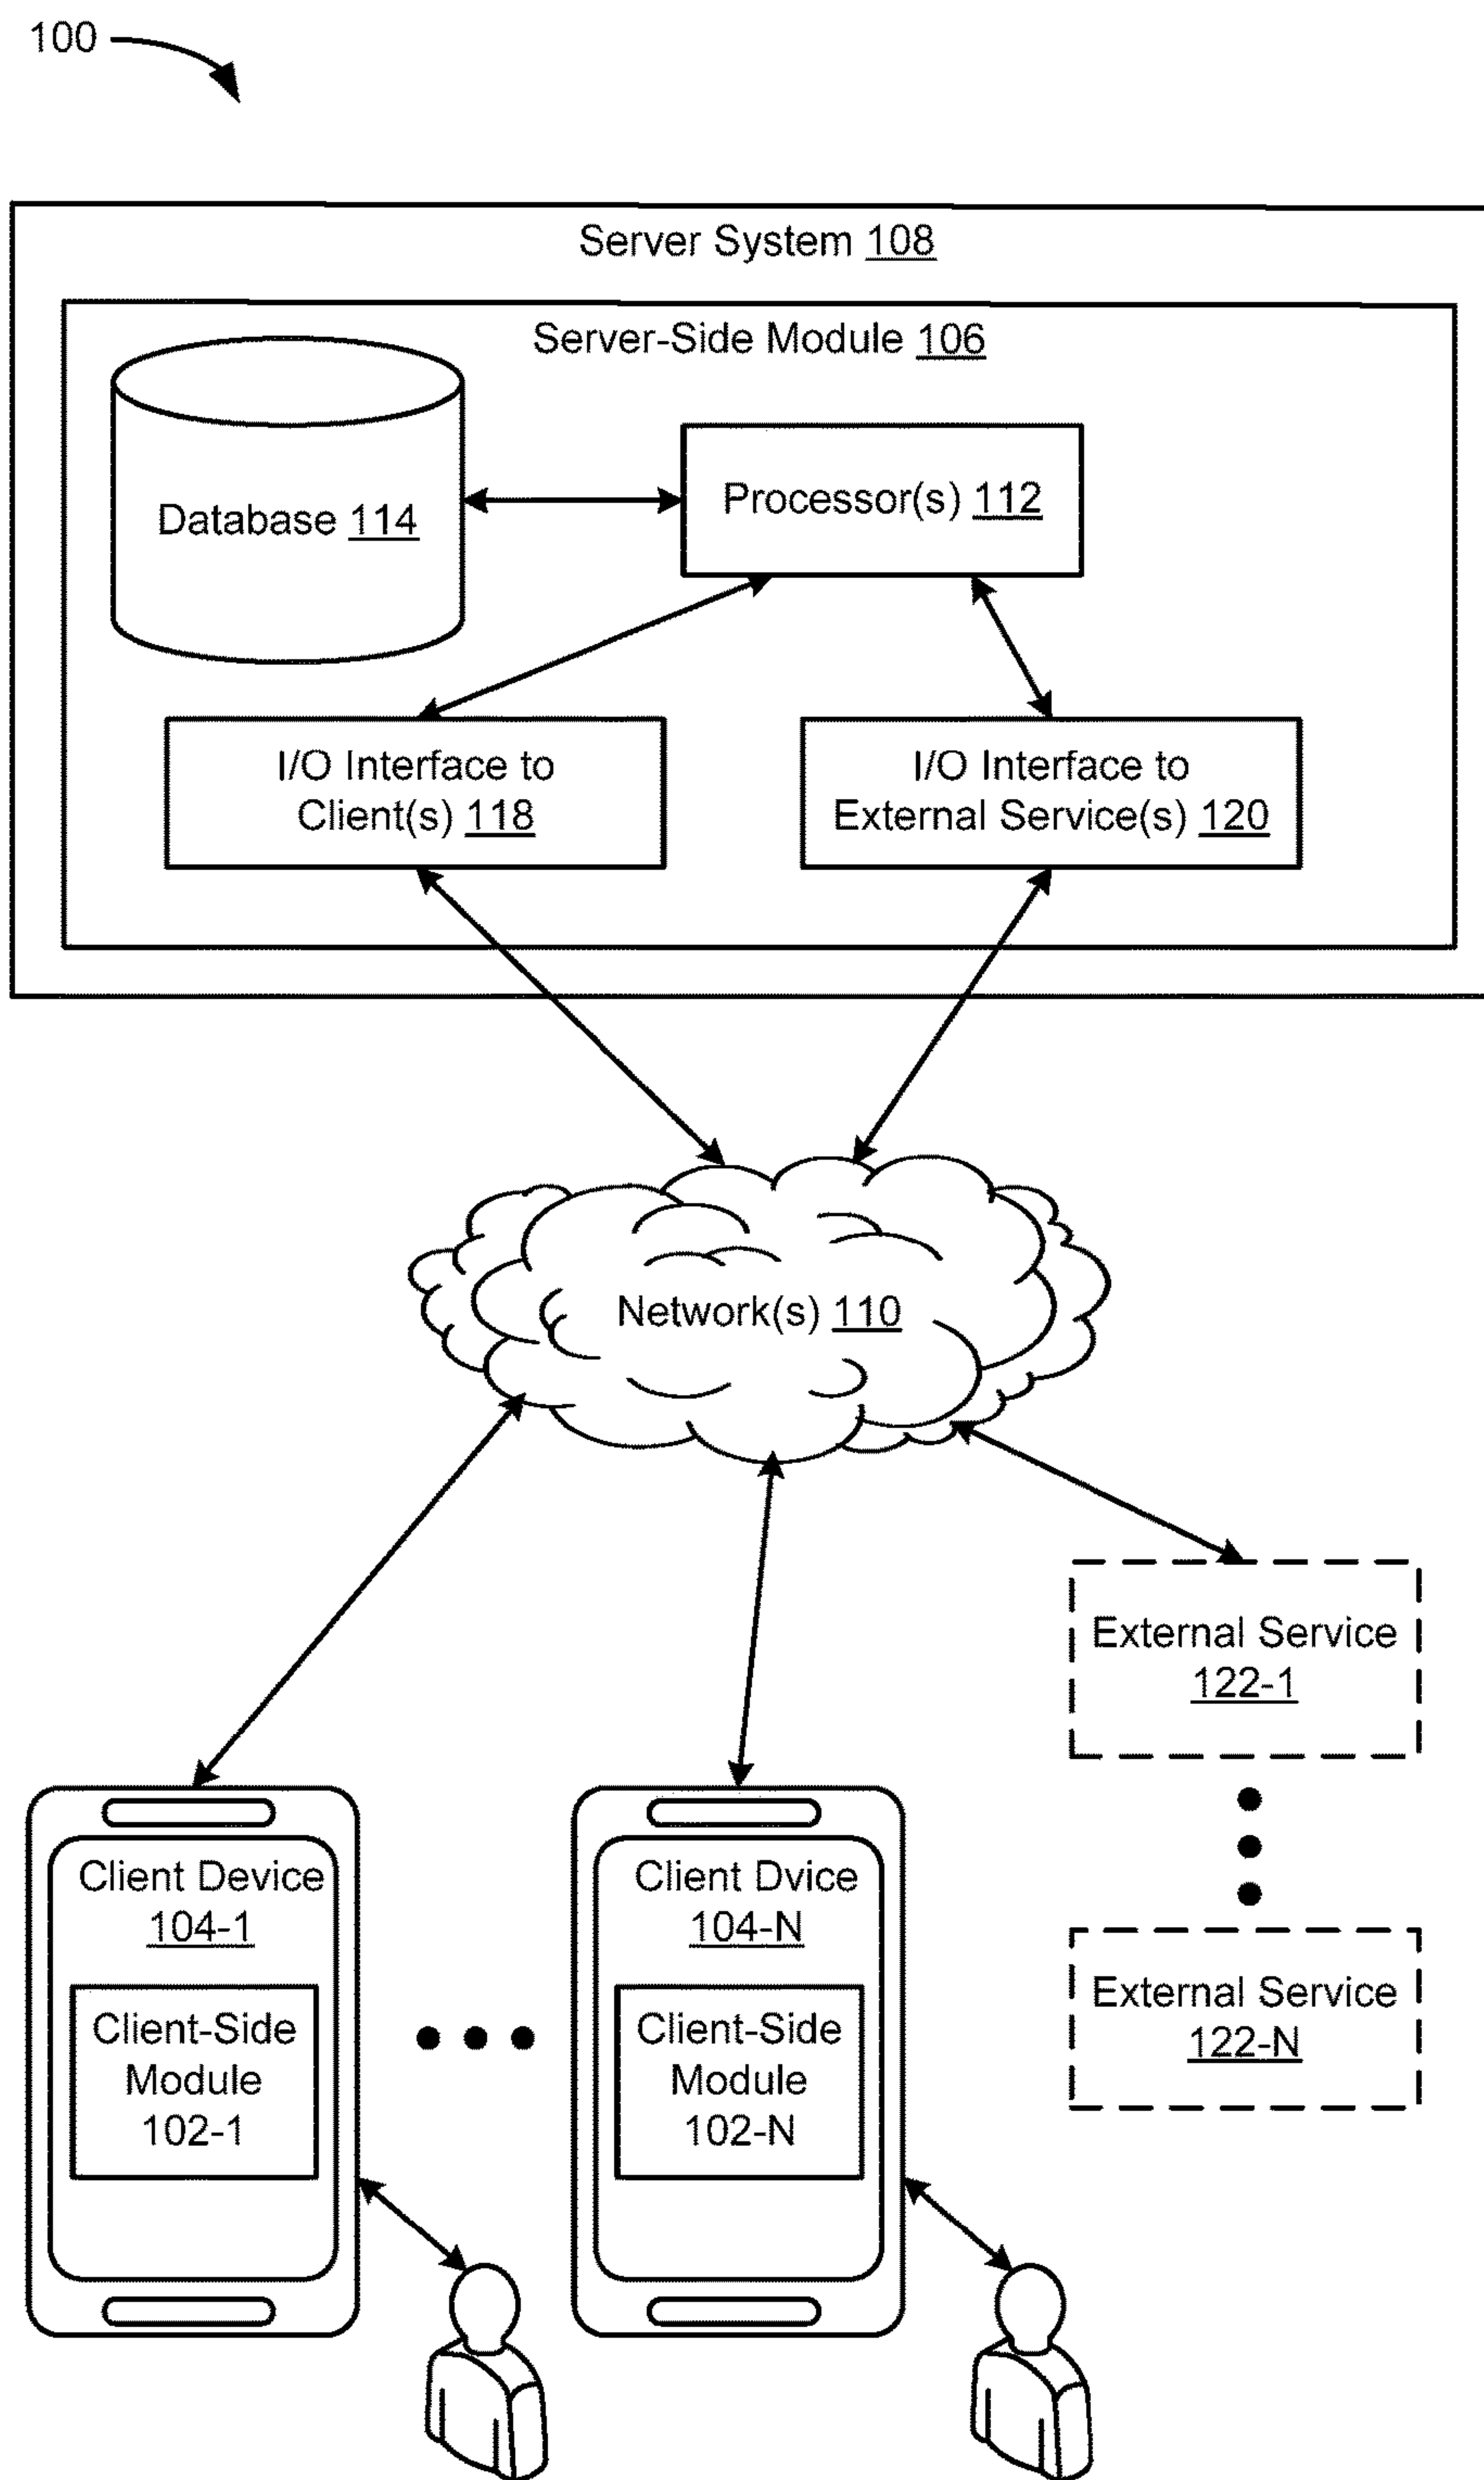 100
Server System 108
Server-Side Module 106
Database 114
Processor(s) 112
I/O Interface to
Client(s) 118
I/O Interface to
External Service(s) 120
Network(s) 110
External Service
122-1
Client Device
104-1
Client-Side
Module
102-1
Client Dvice
104-N
Client-Side
Module
102-N
External Service
122-N